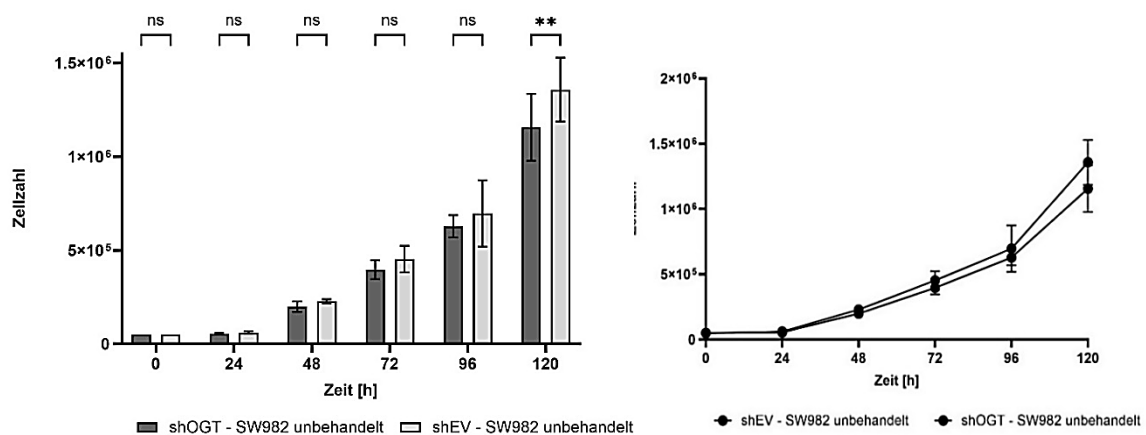 ns ns ns ns ns **
1.5×10⁶
1×10⁶
5×10⁵
0
Zellzahl
0 24 48 72 96 120
Zeit [h]
shOGT - SW982 unbehandelt shEV - SW982 unbehandelt
2×10⁶
1.5×10⁶
1×10⁶
5×10⁵
0
0 24 48 72 96 120
Zeit [h]
shEV - SW982 unbehandelt shOGT - SW982 unbehandelt